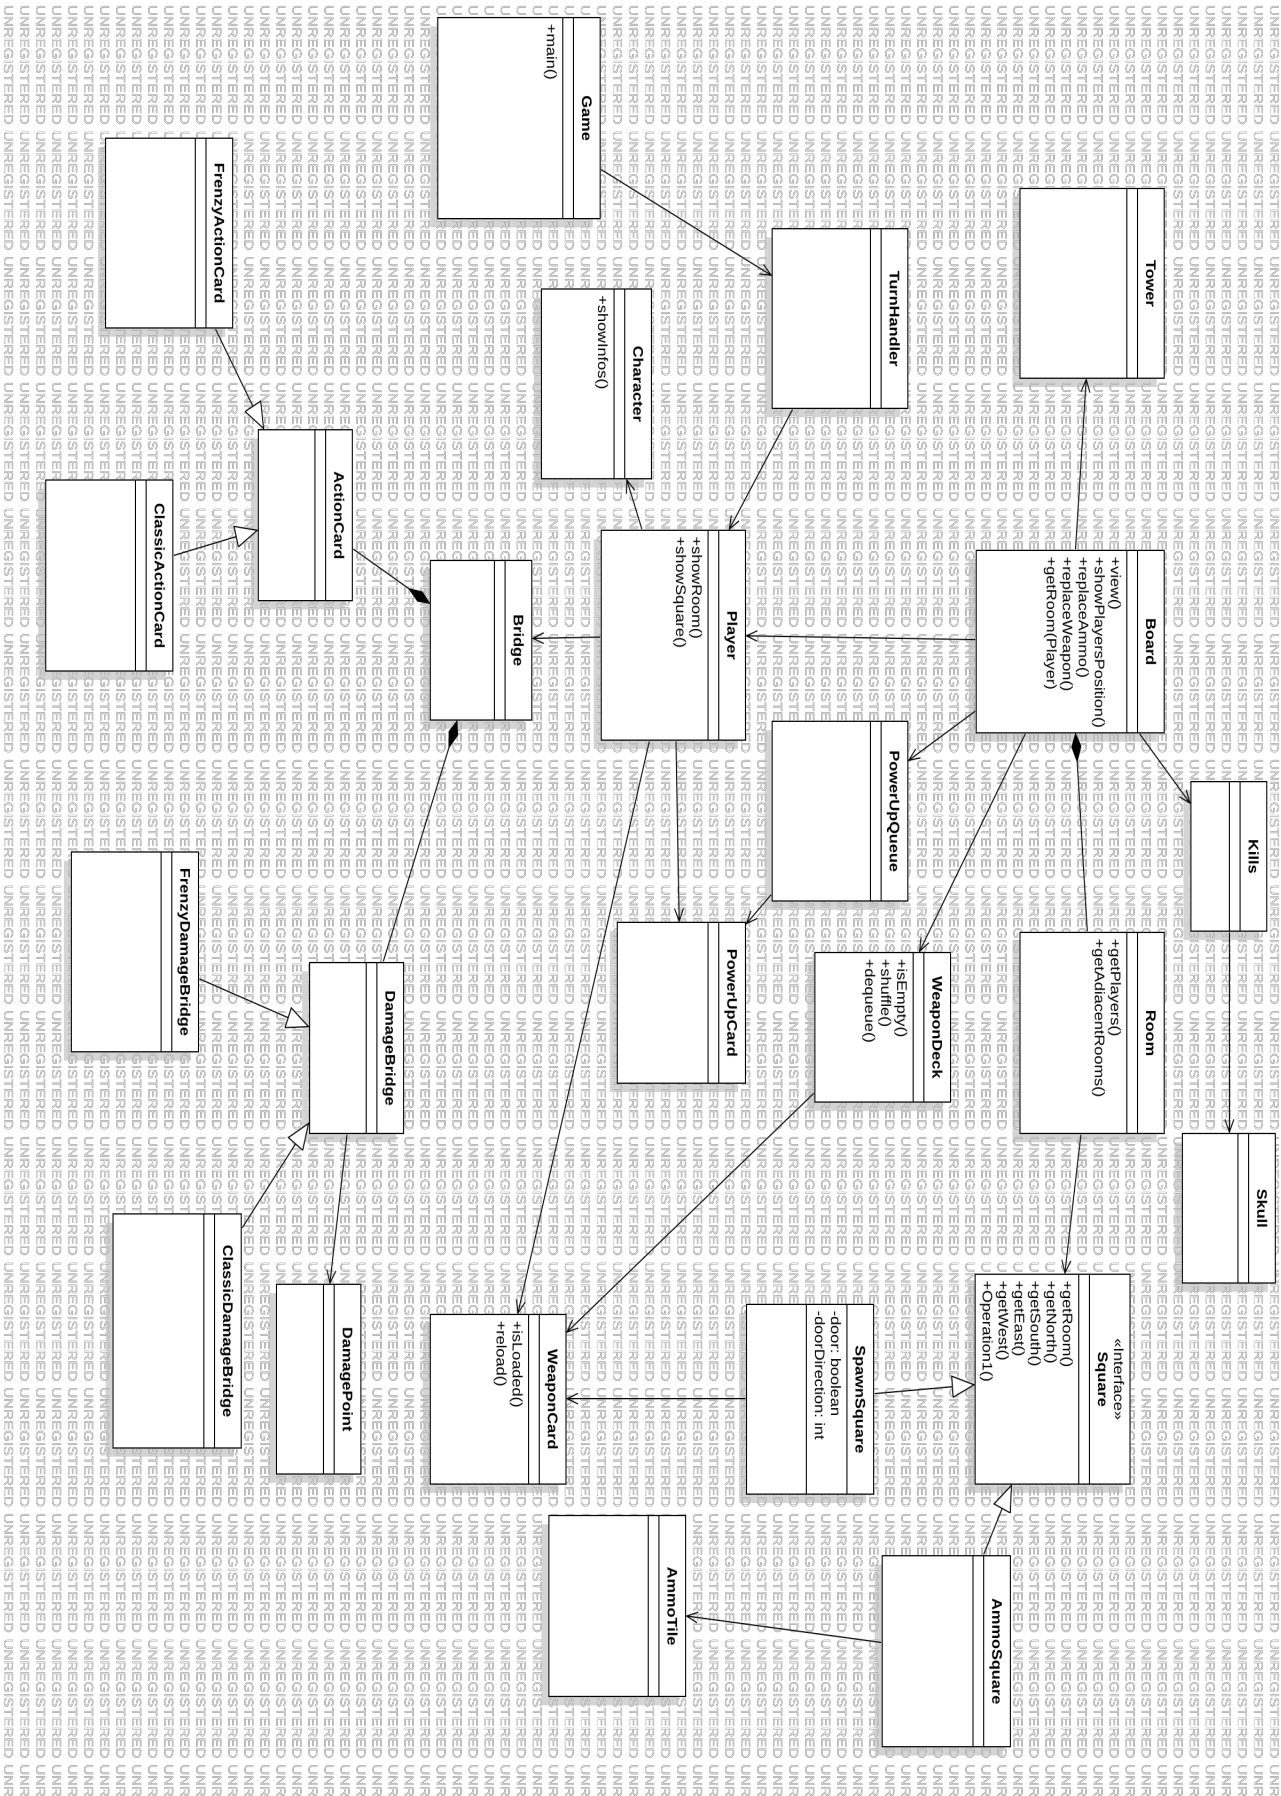 Kills
Skull
Tower
Board
+view()
+showPlayersPosition()
+replaceAmmo()
+replaceWeapon()
+getRoom(Player)
Room
+getPlayers()
+getAdiacentRooms()
«Interface»
Square
+getRoom()
+getNorth()
+getSouth()
+getEast()
+getWest()
+Operation1()
AmmoSquare
TurnHandler
PowerUpQueue
WeaponDeck
+isEmpty()
+shuffle()
+dequeue()
SpawnSquare
-door: boolean
-doorDirection: int
Player
+showRoom()
+showSquare()
PowerUpCard
AmmoTile
Game
+main()
Character
+showInfos()
Bridge
WeaponCard
+isLoaded()
+reload()
ActionCard
DamageBridge
DamagePoint
FrenzyActionCard
ClassicActionCard
FrenzyDamageBridge
ClassicDamageBridge
UNREGISTERED